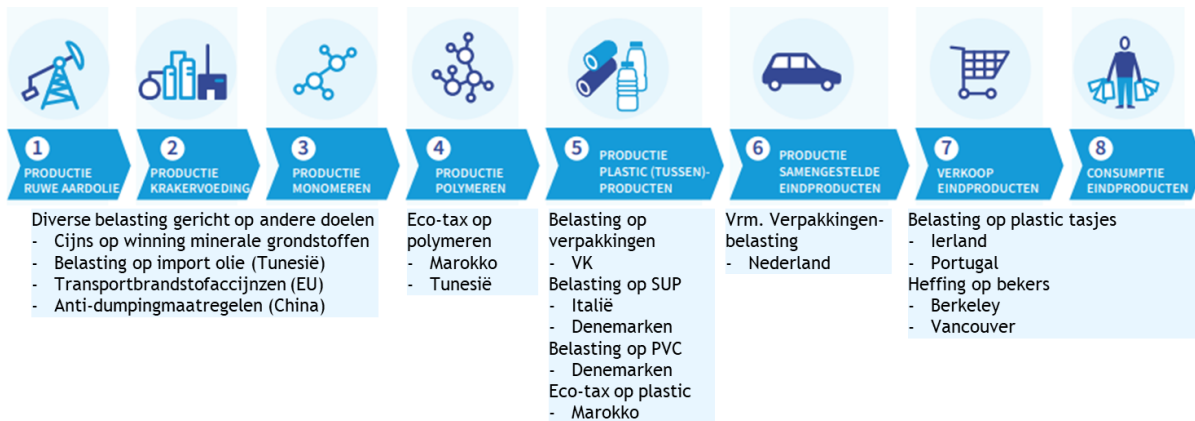 1
PRODUCTIE
RUWE AARDOLIE
2
PRODUCTIE
KRAKERVOEDING
3
PRODUCTIE
MONOMEREN
4
PRODUCTIE
POLYMEREN
5
PRODUCTIE
PLASTIC (TUSSEN)-
PRODUCTEN
6
PRODUCTIE
SAMENGESTELDE
EINDPRODUCTEN
7
VERKOOP
EINDPRODUCTEN
8
CONSUMPTIE
EINDPRODUCTEN
Diverse belasting gericht op andere doelen
- Cijns op winning minerale grondstoffen
- Belasting op import olie (Tunesië)
- Transportbrandstofaccijnzen (EU)
- Anti-dumpingmaatregelen (China)
Eco-tax op
polymeren
- Marokko
- Tunesië
Belasting op
verpakkingen
- VK
Belasting op SUP
- Italië
- Denemarken
Belasting op PVC
- Denemarken
Eco-tax op plastic
- Marokko
Vrm. Verpakkingen-
belasting
- Nederland
Belasting op plastic tasjes
- Ierland
- Portugal
Heffing op bekers
- Berkeley
- Vancouver